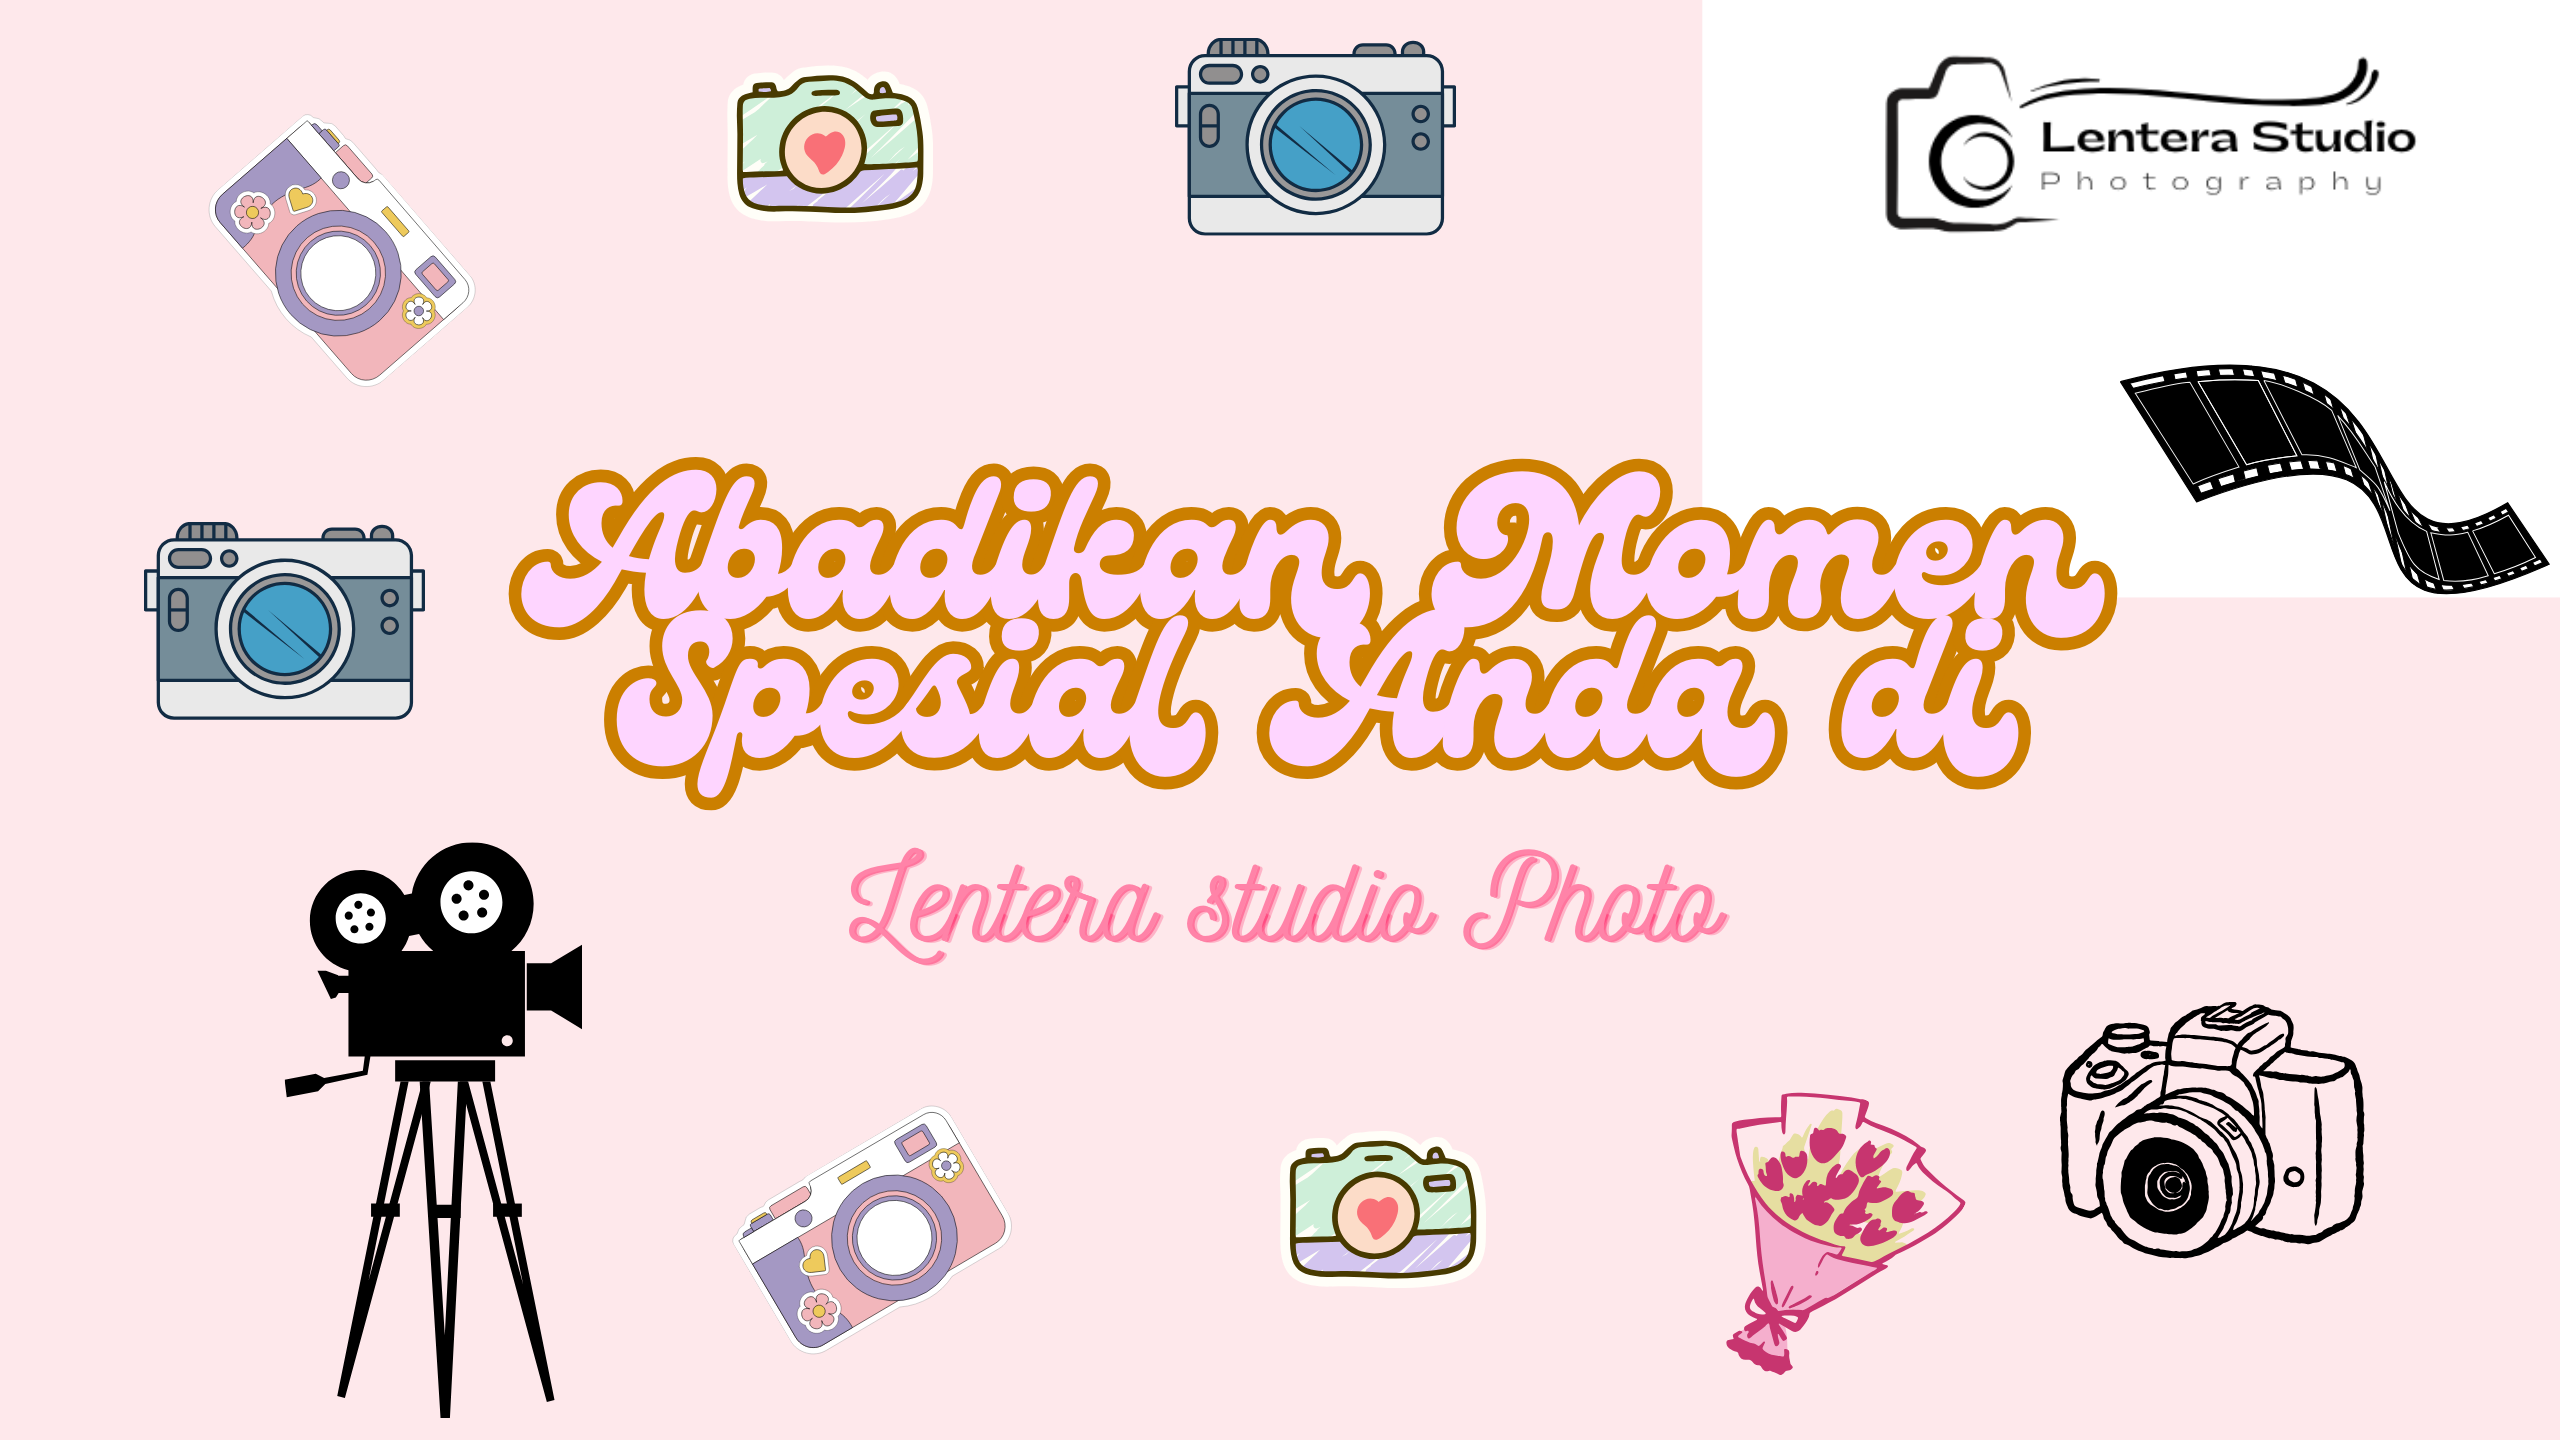 Lentera Studio
Photography
Abadikan Momen
Spesial Anda di
Lentera studio Photo